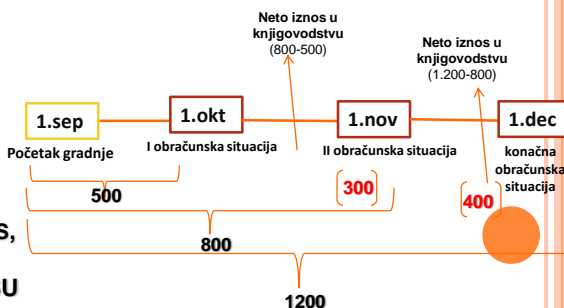 Neto iznos u
knjigovodstvu
(800-500)
Neto iznos u
knjigovodstvu
(1.200-800)
1.sep
1.okt
1.nov
1.dec
Početak gradnje
I obračunska situacija
II obračunska situacija
konačna
obračunska
situacija
500
300
400
800
1200